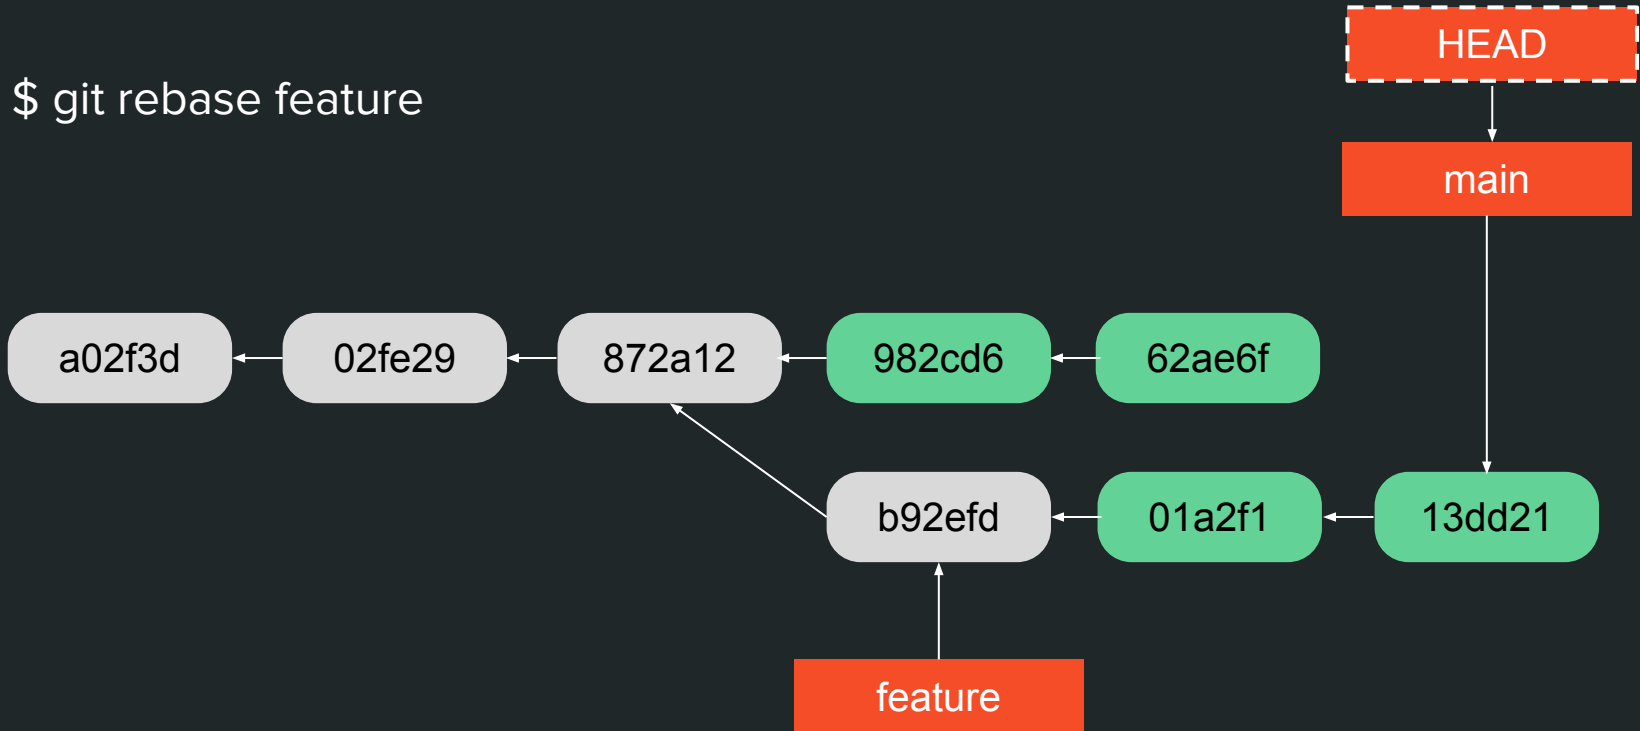 HEAD
$ git rebase feature
main
a02f3d
02fe29
872a12
982cd6
62ae6f
b92efd
01a2f1
13dd21
feature